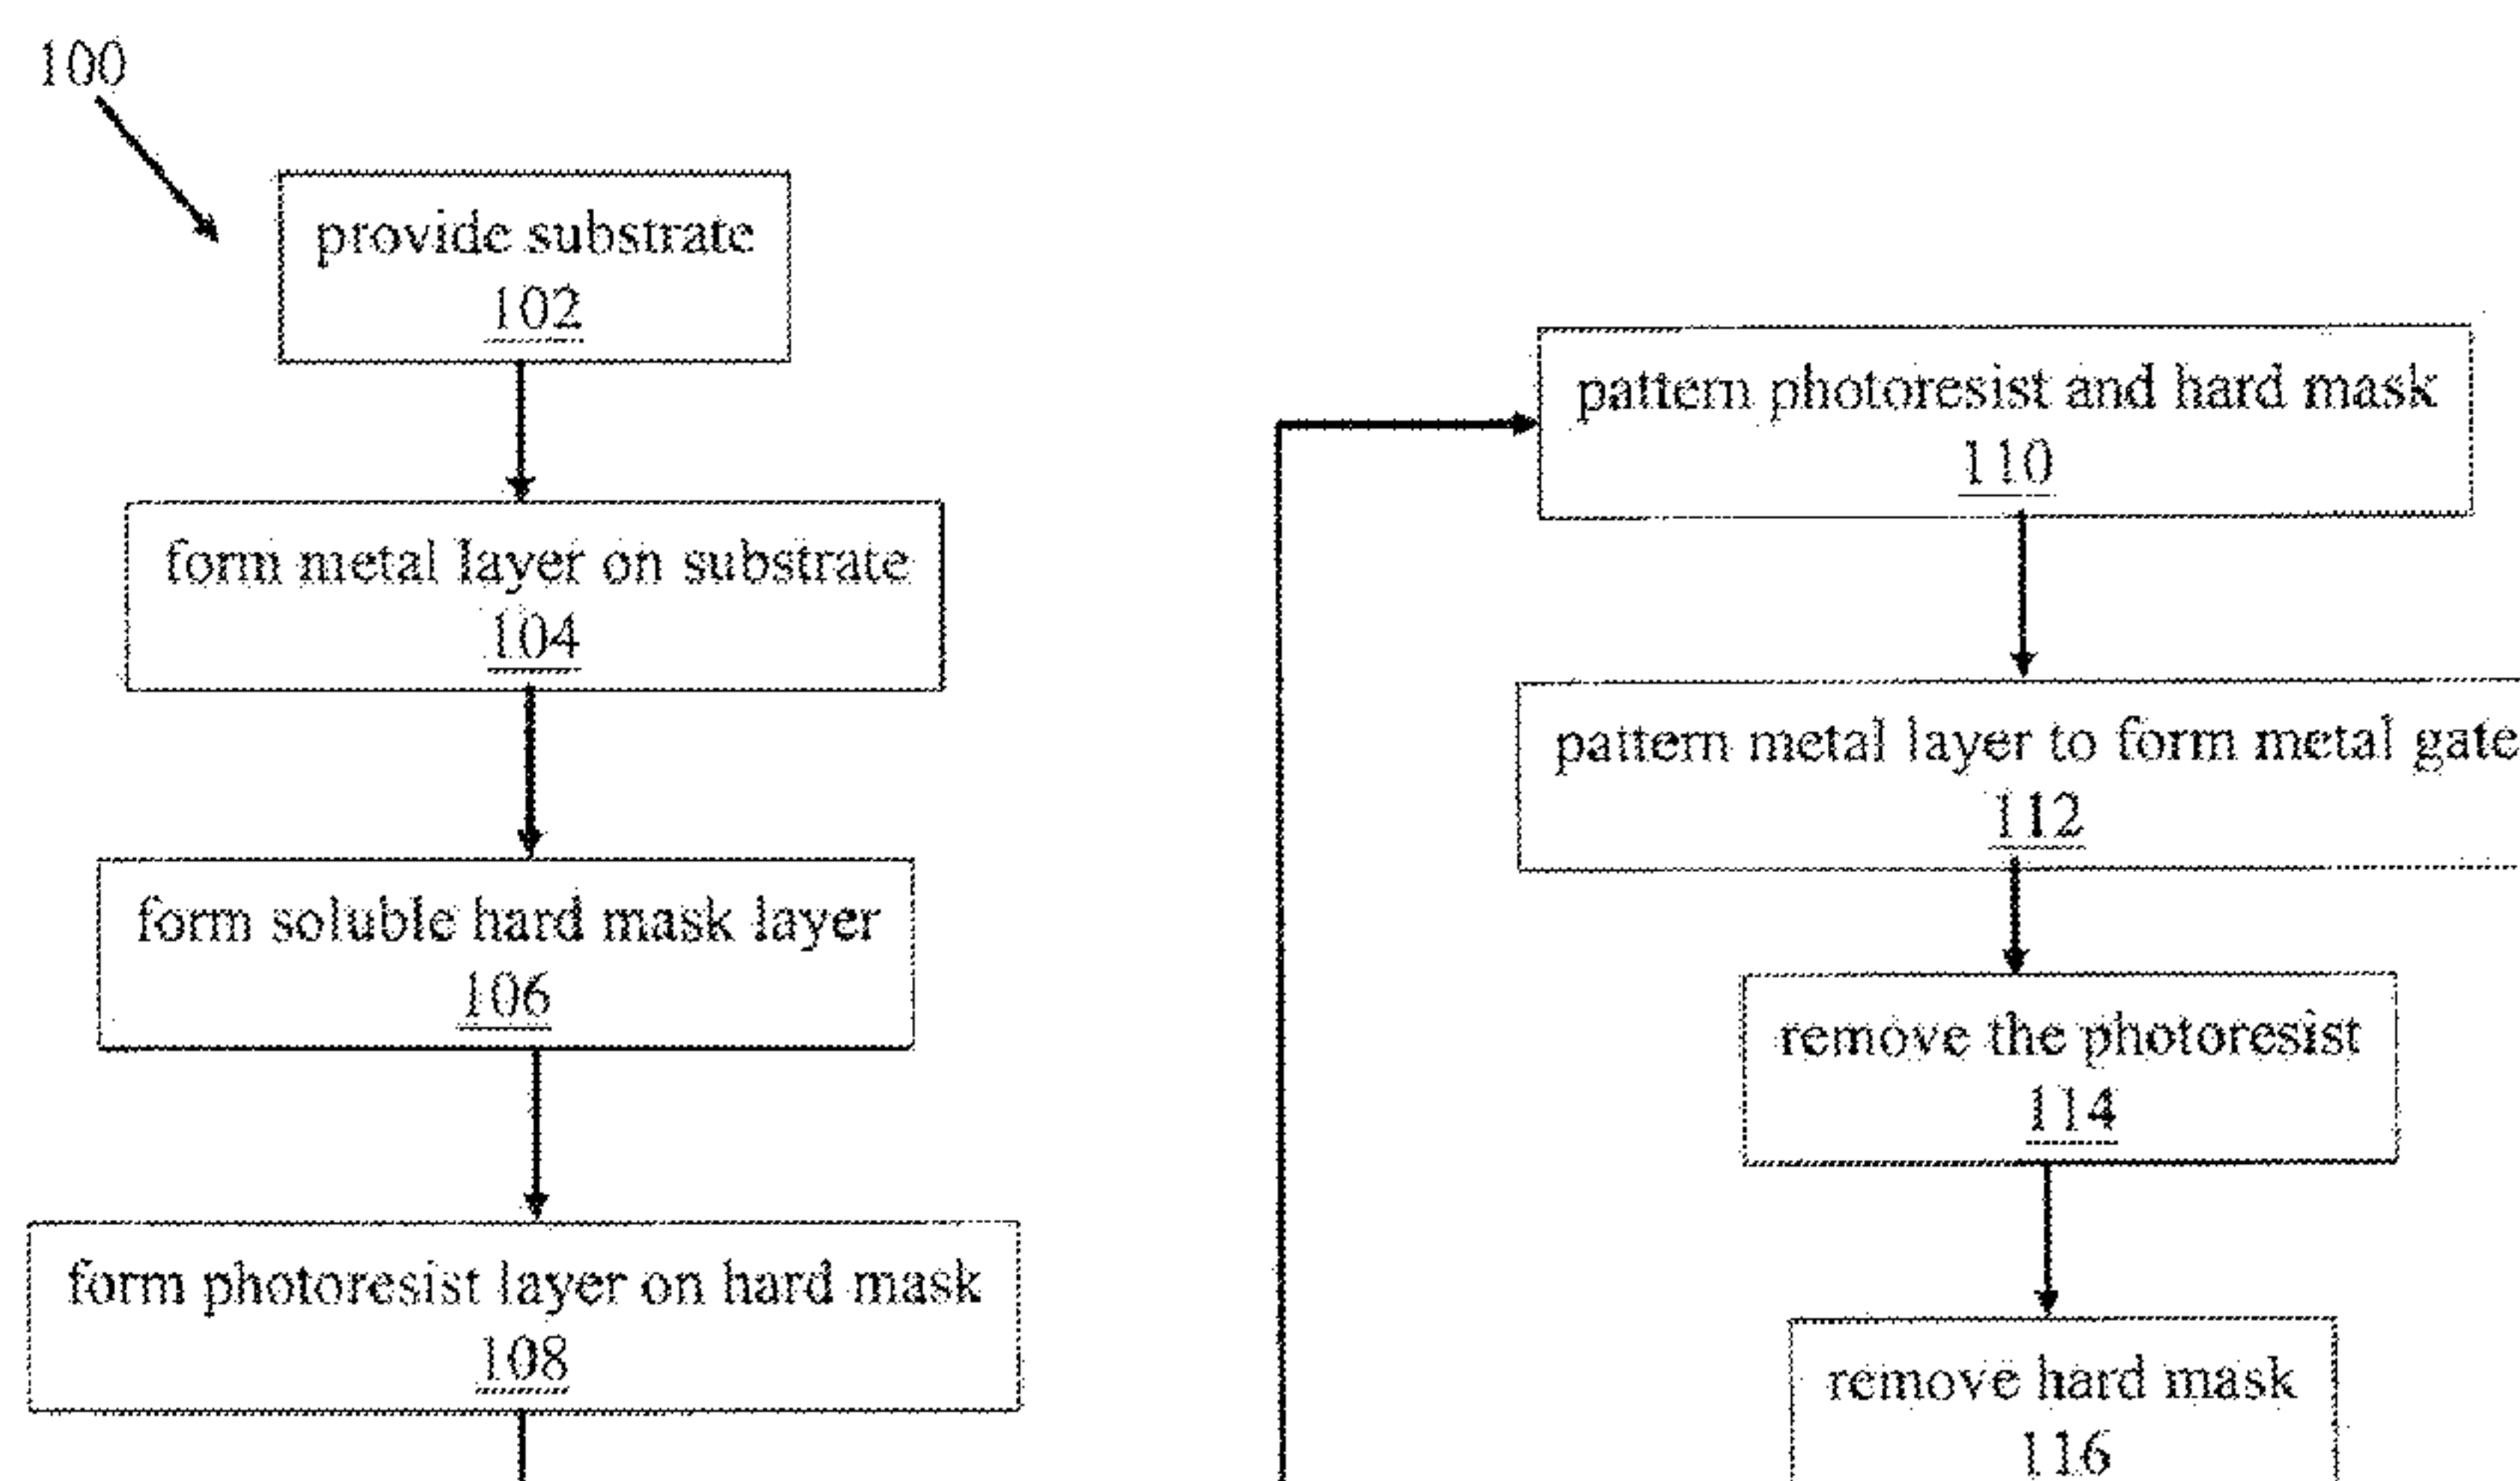 100
provide substrate
102
form metal layer on substrate
104
form soluble hard mask layer
106
form photoresist layer on hard mask
108
pattern photoresist and hard mask
110
pattern metal layer to form metal gate
112
remove the photoresist
114
remove hard mask
116